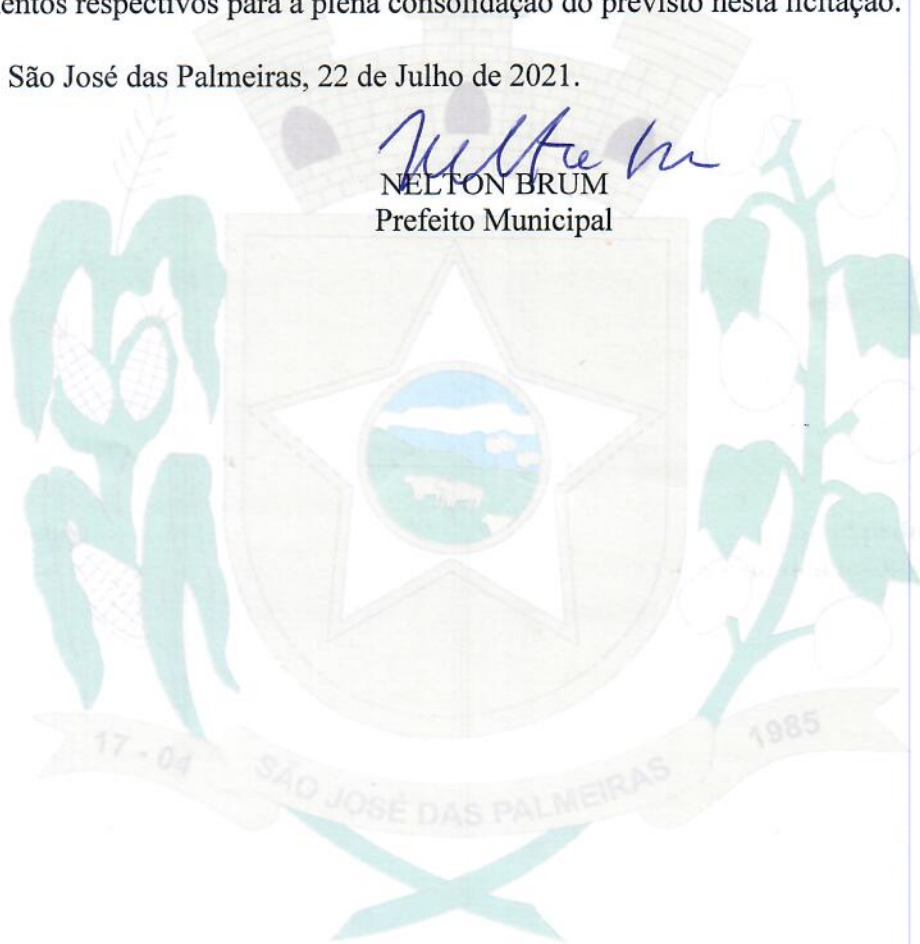 entos respectivos para a plena consolidação do previsto nesta licitação.
São José das Palmeiras, 22 de Julho de 2021.
NELTON BRUM
Prefeito Municipal
17 - 04 SÃO JOSÉ DAS PALMEIRAS 1985